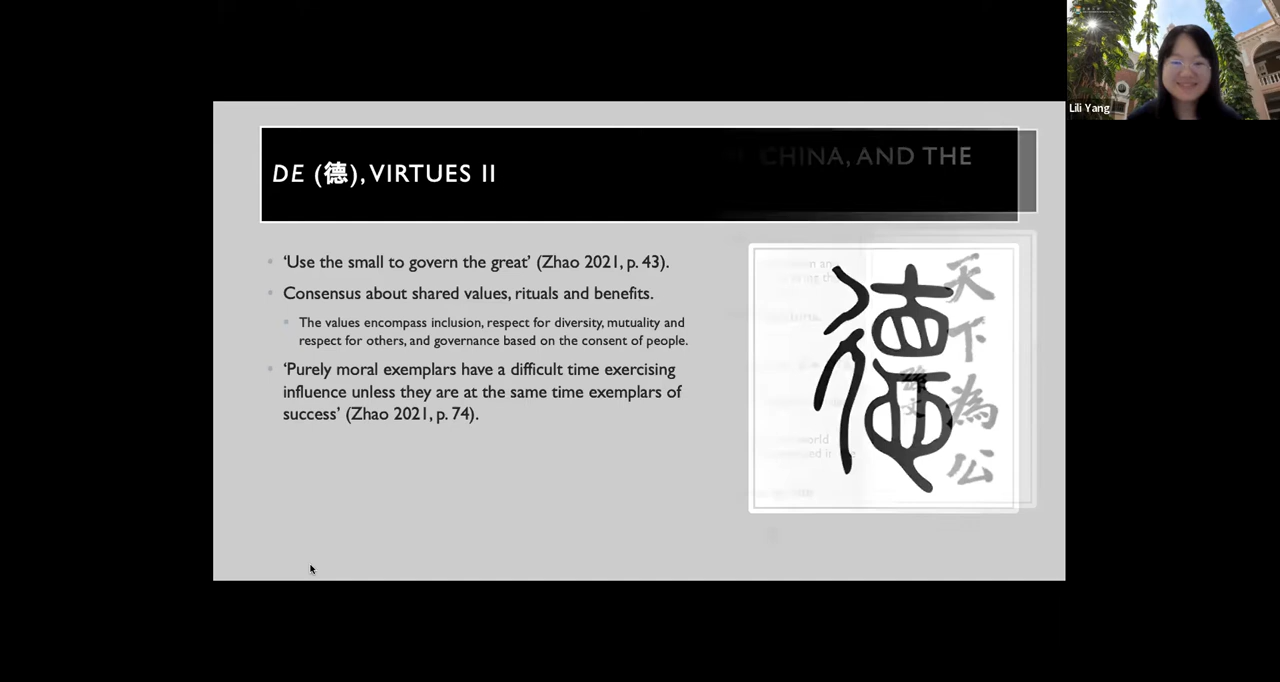 Lili Yang
DE (德), VIRTUES II
CHINA, AND THE
‘Use the small to govern the great’ (Zhao 2021, p. 43).
Consensus about shared values, rituals and benefits.
The values encompass inclusion, respect for diversity, mutuality and
respect for others, and governance based on the consent of people.
‘Purely moral exemplars have a difficult time exercising
influence unless they are at the same time exemplars of
success’ (Zhao 2021, p. 74).
德
天下為公
孫文